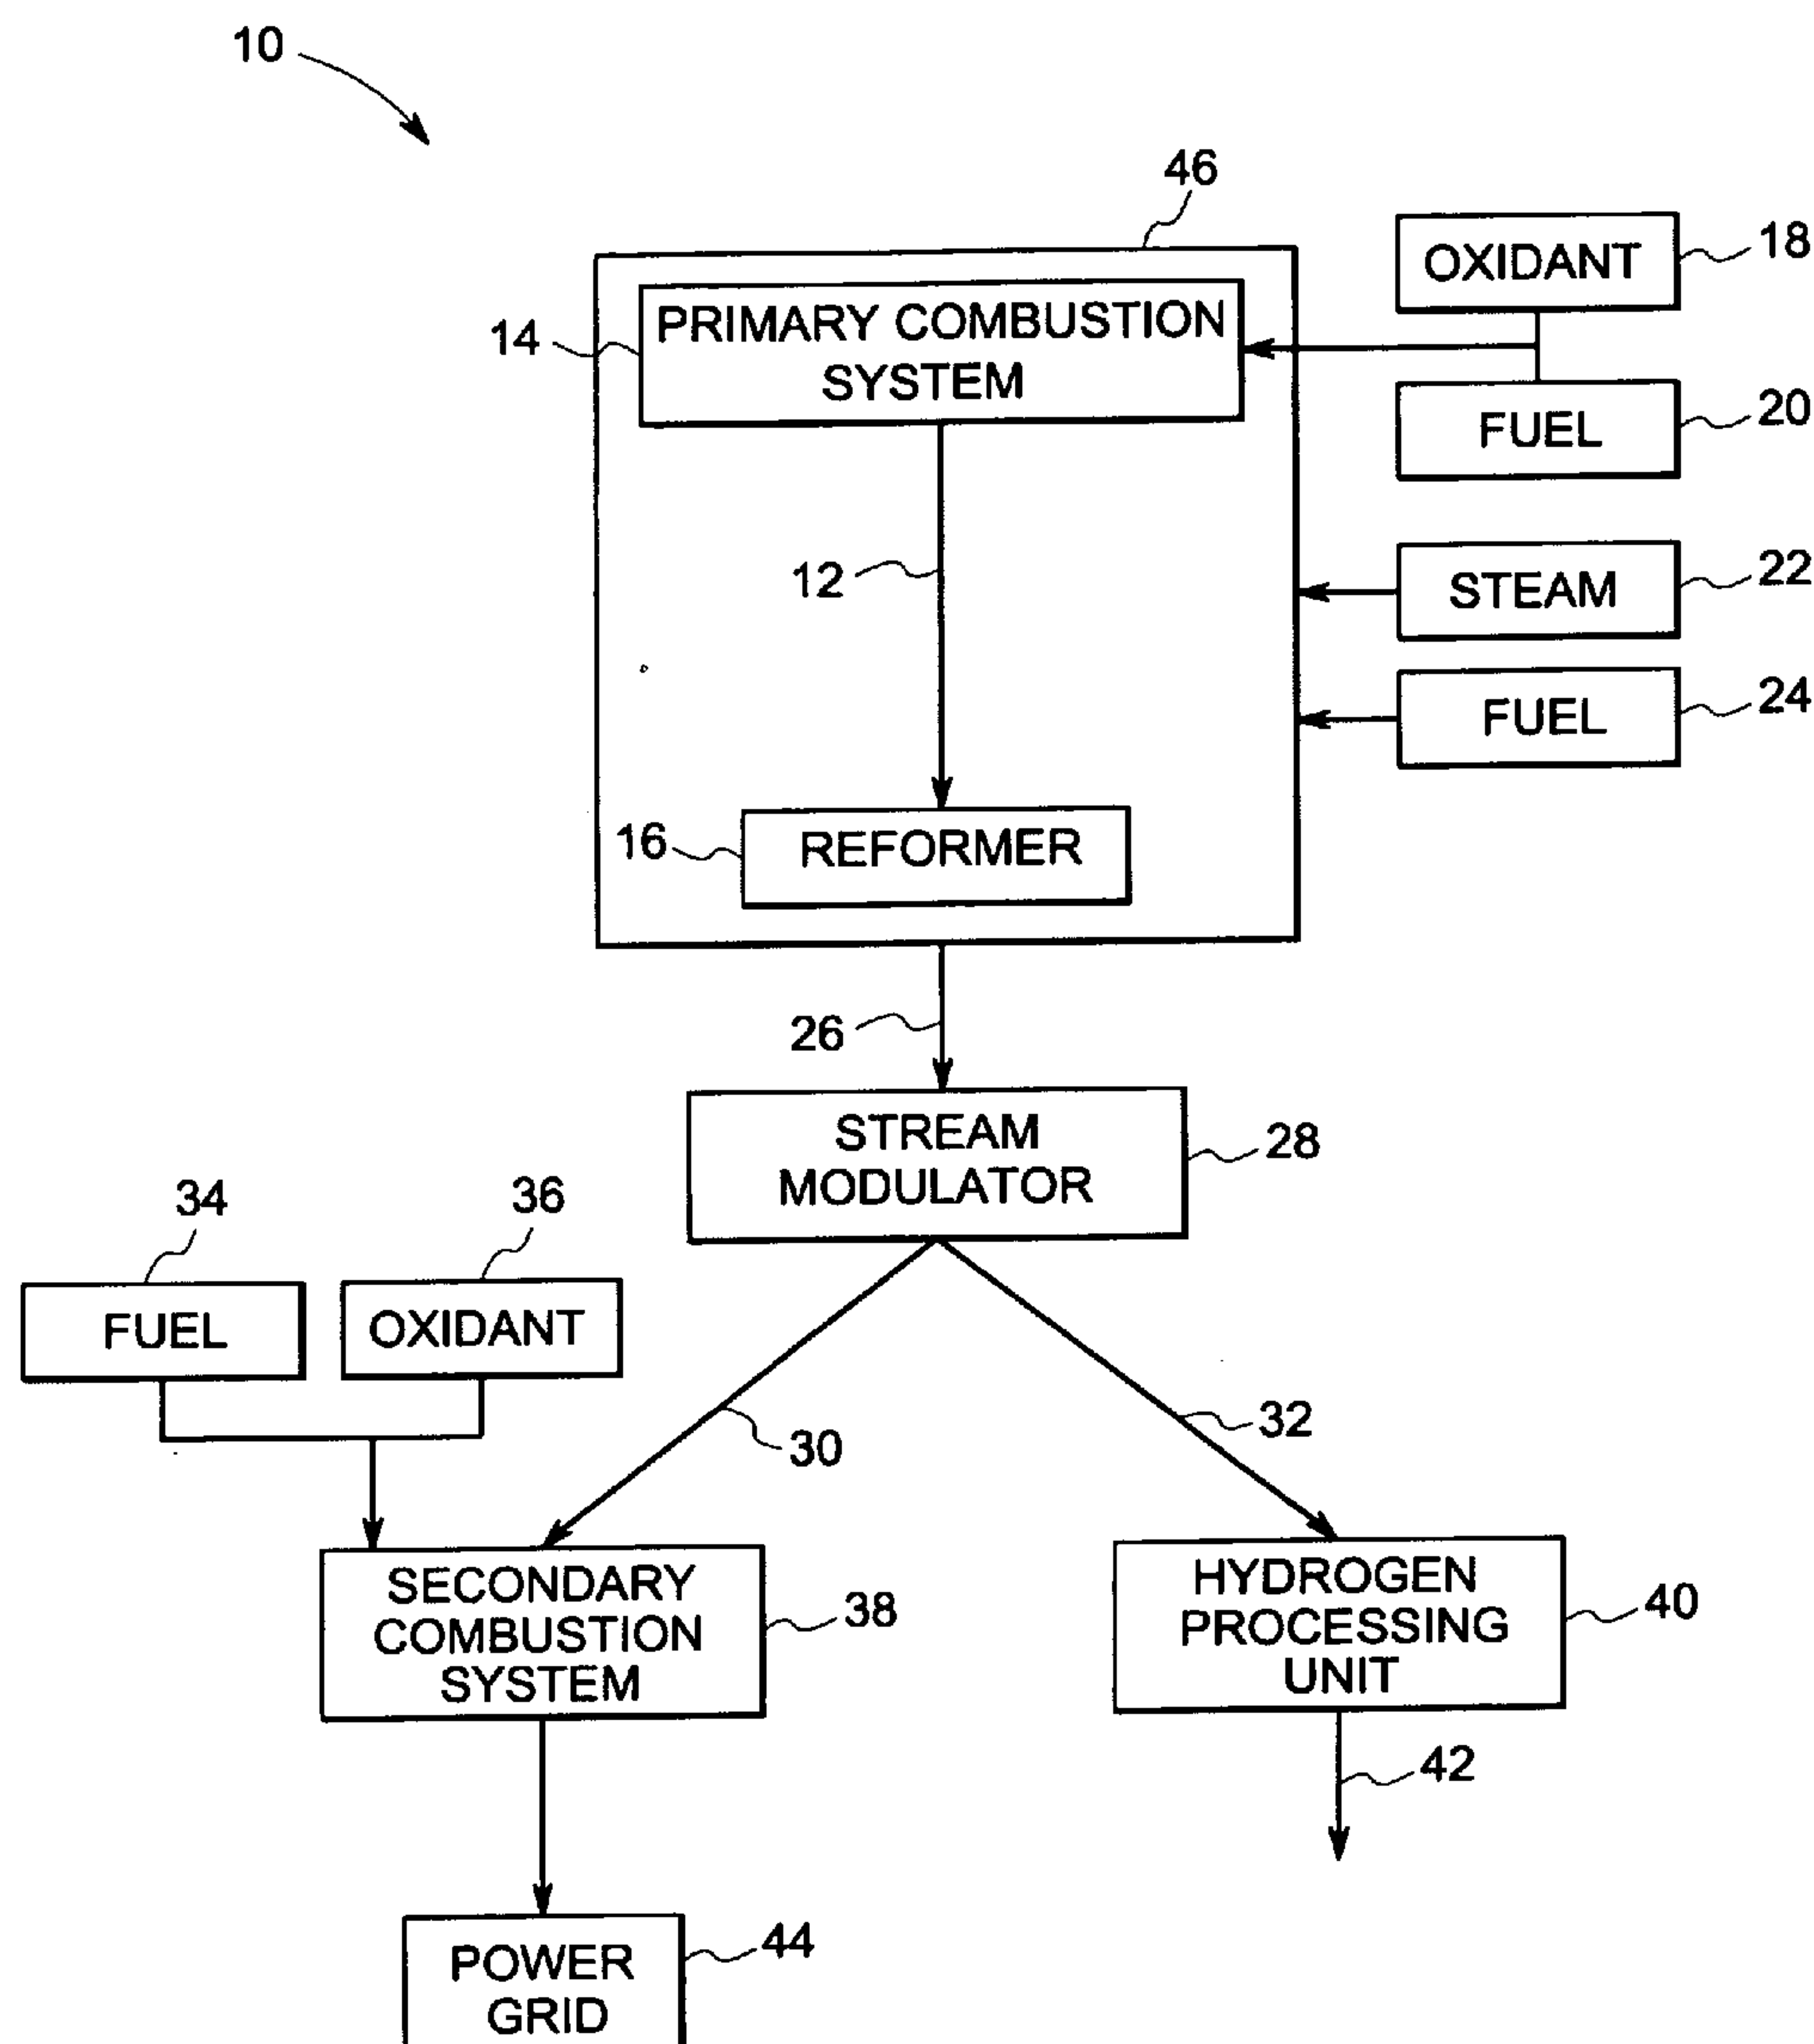 10
46
OXIDANT
18
PRIMARY COMBUSTION
SYSTEM
14
FUEL
20
12
STEAM
22
FUEL
24
16
REFORMER
26
STREAM
MODULATOR
28
34
36
FUEL
OXIDANT
30
32
SECONDARY
COMBUSTION
SYSTEM
38
HYDROGEN
PROCESSING
UNIT
40
42
POWER
GRID
44